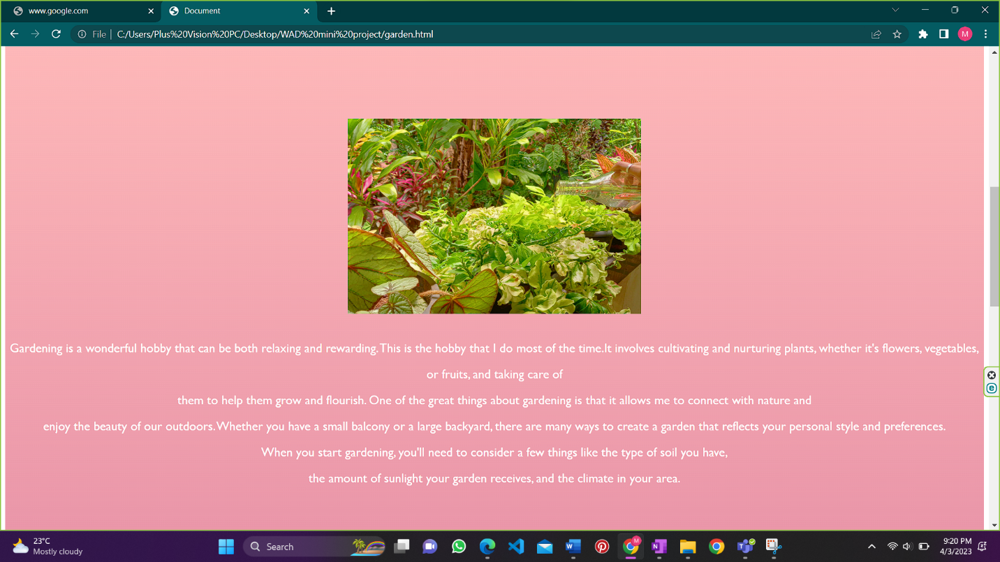 www.google.com
Document
File | C:/Users/Plus%20Vision%20PC/Desktop/WAD%20mini%20project/garden.html
M
Gardening is a wonderful hobby that can be both relaxing and rewarding. This is the hobby that I do most of the time.It involves cultivating and nurturing plants, whether it's flowers, vegetables,
or fruits, and taking care of
them to help them grow and flourish. One of the great things about gardening is that it allows me to connect with nature and
enjoy the beauty of our outdoors. Whether you have a small balcony or a large backyard, there are many ways to create a garden that reflects your personal style and preferences.
When you start gardening, you'll need to consider a few things like the type of soil you have,
the amount of sunlight your garden receives, and the climate in your area.
23°C
Mostly cloudy
Search
9:20 PM
4/3/2023